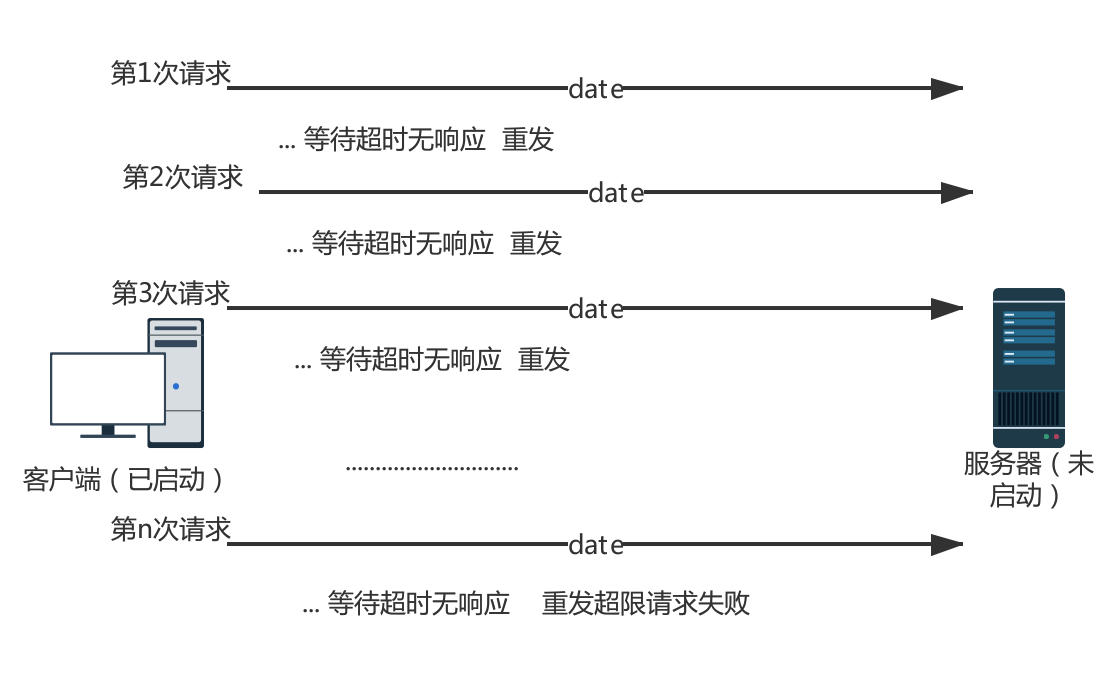 第1次请求
date
... 等待超时无响应 重发
第2次请求
date
... 等待超时无响应 重发
第3次请求
date
... 等待超时无响应 重发
.............................
客户端（已启动）
服务器（未
启动）
第n次请求
date
... 等待超时无响应 重发超限请求失败